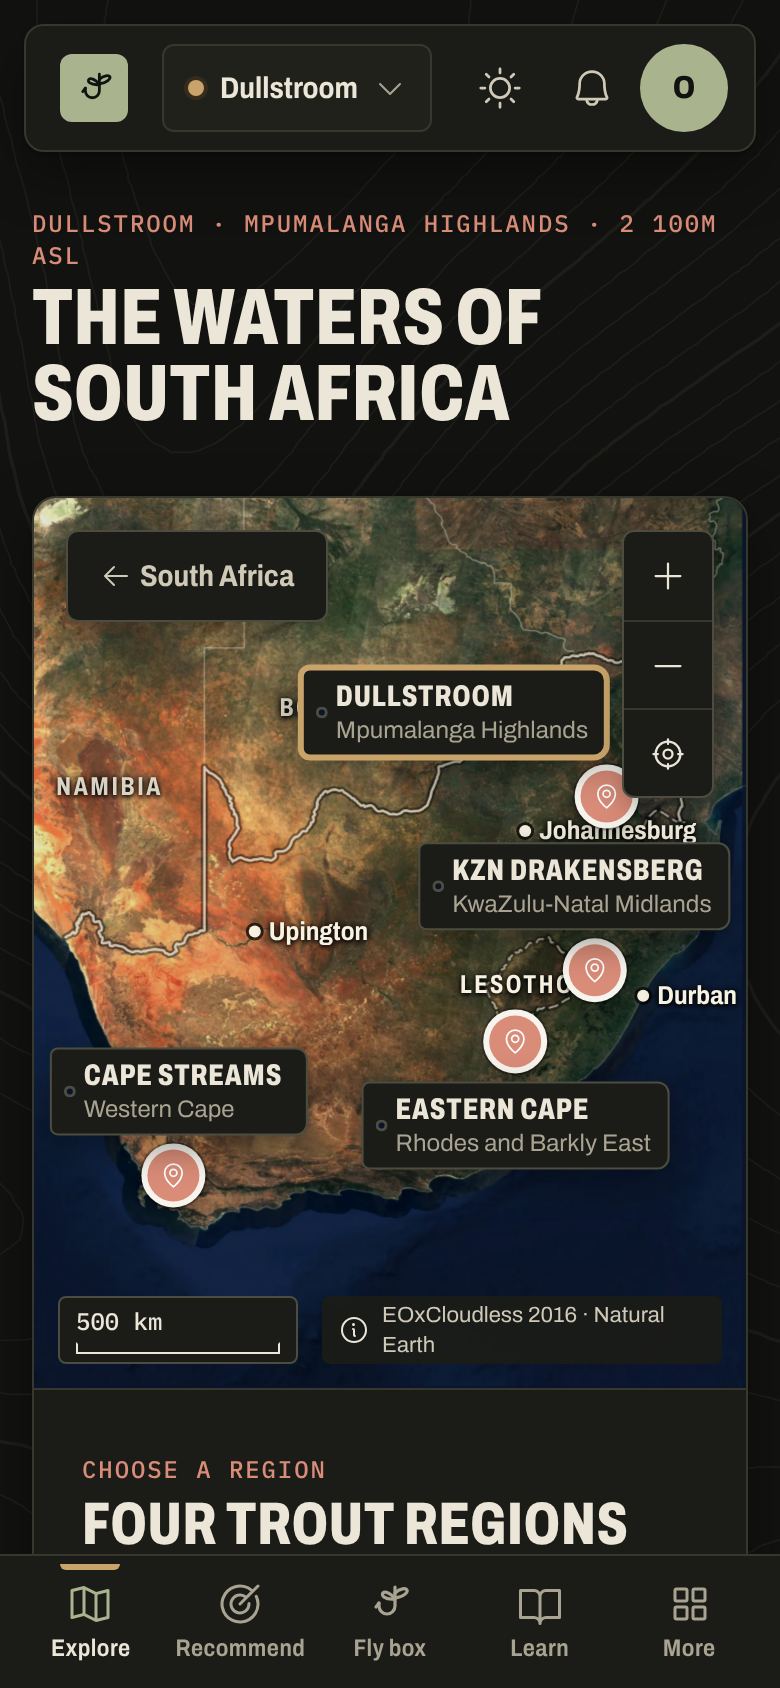 Dullstroom
O
DULLSTROOM · MPUMALANGA HIGHLANDS · 2 100M
ASL
THE WATERS OF
SOUTH AFRICA
South Africa
DULLSTROOM
Mpumalanga Highlands
NAMIBIA
Johannesburg
KZN DRAKENSBERG
KwaZulu-Natal Midlands
Upington
LESOTHO
Durban
CAPE STREAMS
Western Cape
EASTERN CAPE
Rhodes and Barkly East
500 km
EOxCloudless 2016 · Natural
Earth
CHOOSE A REGION
FOUR TROUT REGIONS
Explore
Recommend
Fly box
Learn
More